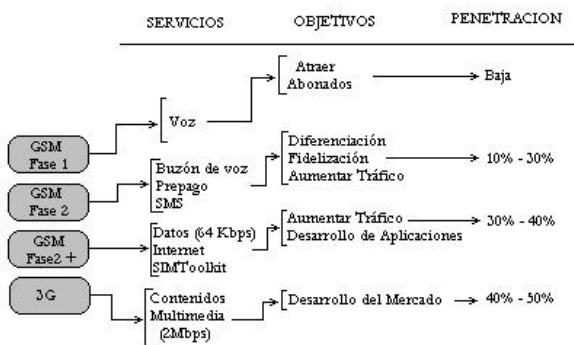 SERVICIOS OBJETIVOS PENETRACION
Atraer
Abonados
Baja
Voz
GSM
Fase 1
Diferenciación
Fidelización
Aumentar Tráfico
10% - 30%
Buzón de voz
Prepago
SMS
GSM
Fase 2
Aumentar Tráfico
Desarrollo de Aplicaciones
30% - 40%
Datos (64 Kbps)
Internet
SIMToolkit
GSM
Fase2 +
3G
Contenidos
Multimedia
(2Mbps)
Desarrollo del Mercado
40% - 50%